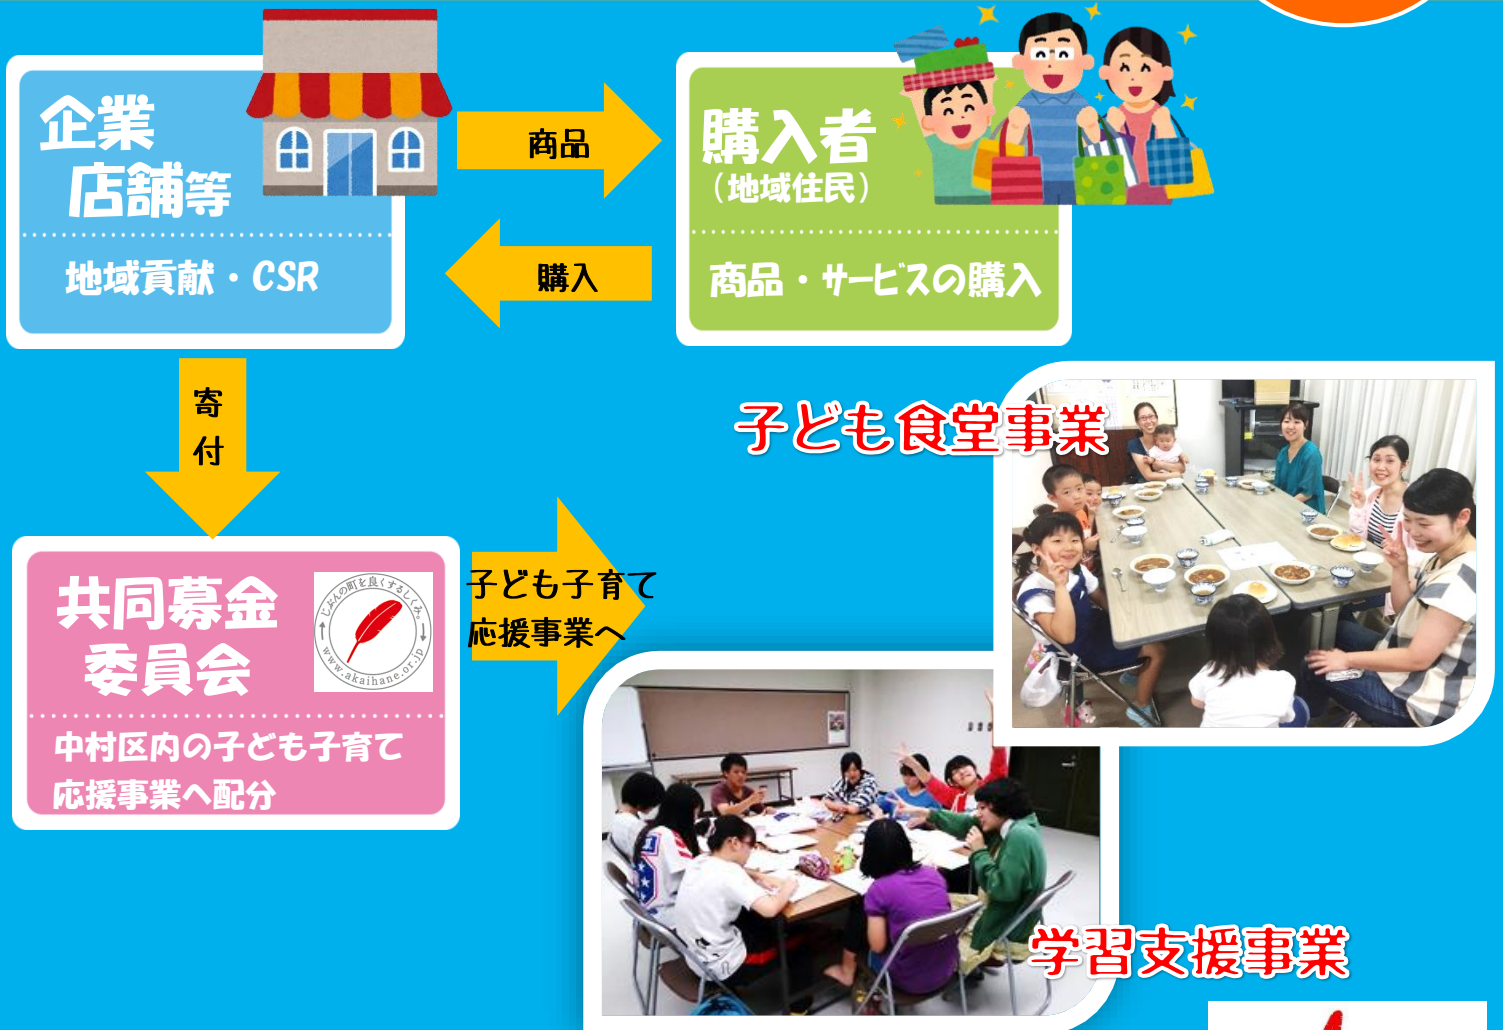 企業
店舗等
地域貢献・CSR
商品
購入
購入者
（地域住民）
商品・サービスの購入
寄
付
子ども食堂事業
共同募金
委員会
じぶんの町を良くするしくみ。
www.akaihane.or.jp
中村区内の子ども子育て
応援事業へ配分
子ども子育て
応援事業へ
学習支援事業